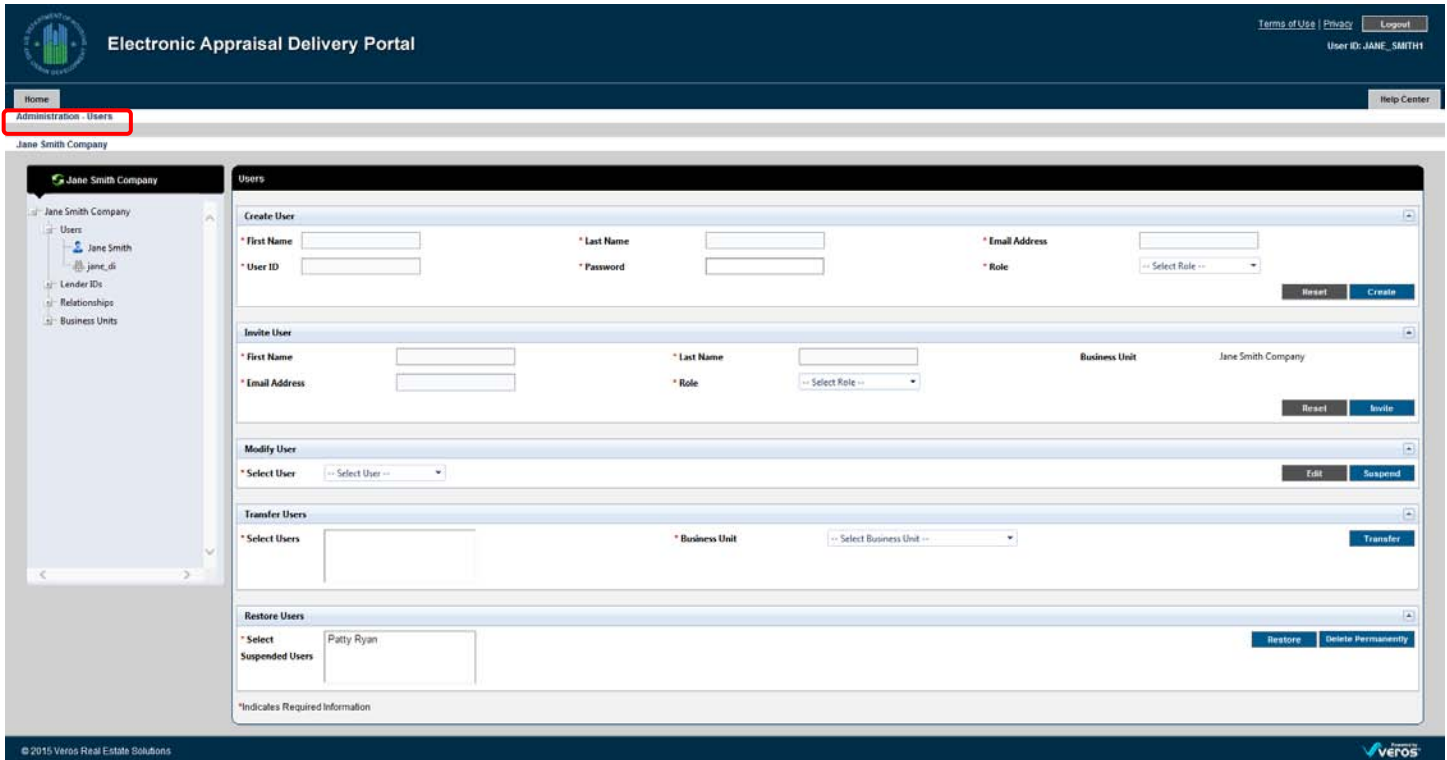 Terms of Use | Privacy Logout
Electronic Appraisal Delivery Portal
User ID: JANE_SMITH1
Home Help Center
Administration - Users
Jane Smith Company
Jane Smith Company
Users
Jane Smith Company
Users
Jane Smith
jane_di
Lender IDs
Relationships
Business Units
Create User
* First Name * Last Name * Email Address
* User ID * Password * Role -- Select Role --
Reset Create
Invite User
* First Name * Last Name Business Unit Jane Smith Company
* Email Address * Role -- Select Role --
Reset Invite
Modify User
* Select User -- Select User -- Edit Suspend
Transfer Users
* Select Users * Business Unit -- Select Business Unit -- Transfer
Restore Users
* Select Patty Ryan Restore Delete Permanently
Suspended Users
*Indicates Required Information
© 2015 Veros Real Estate Solutions
Powered by
veros